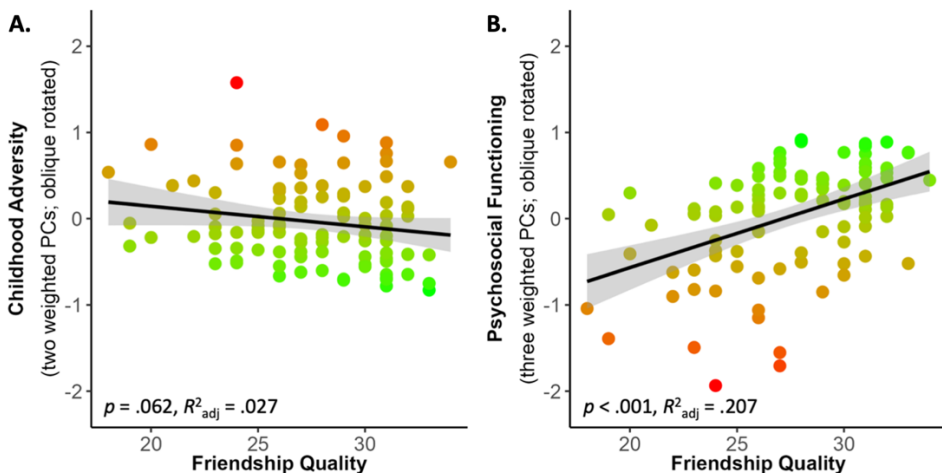 A.
Childhood Adversity
(two weighted PCs; oblique rotated)
2
1
0
-1
-2
p = .062, R²adj = .027
20 25 30
Friendship Quality
B.
Psychosocial Functioning
(three weighted PCs; oblique rotated)
2
1
0
-1
-2
p < .001, R²adj = .207
20 25 30
Friendship Quality